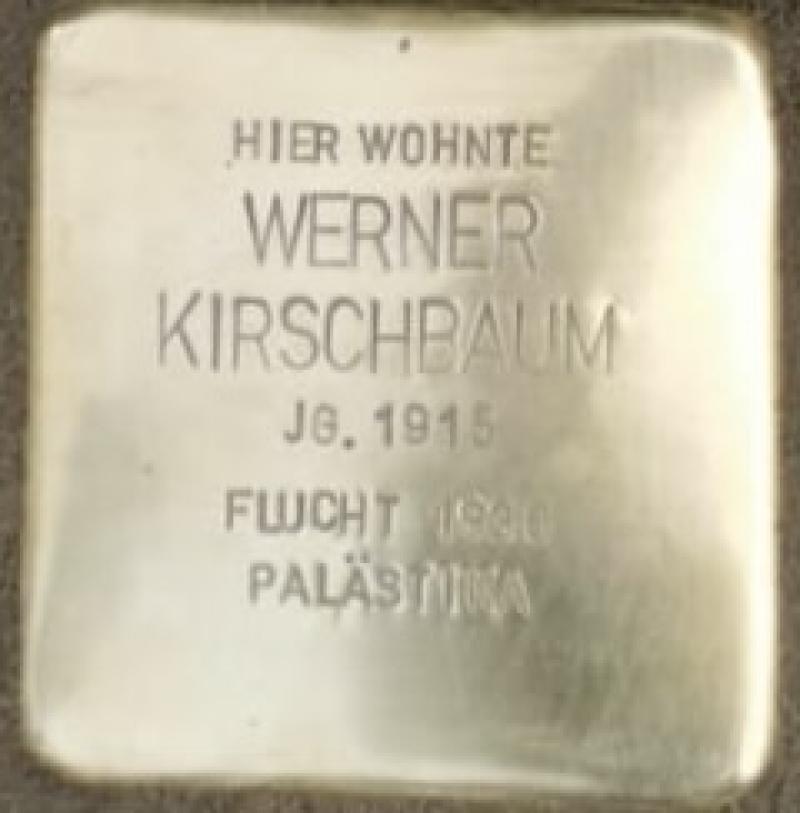 HIER WOHNTE
WERNER
KIRSCHBAUM
JG. 1915
FLUCHT
PALÄSTINA